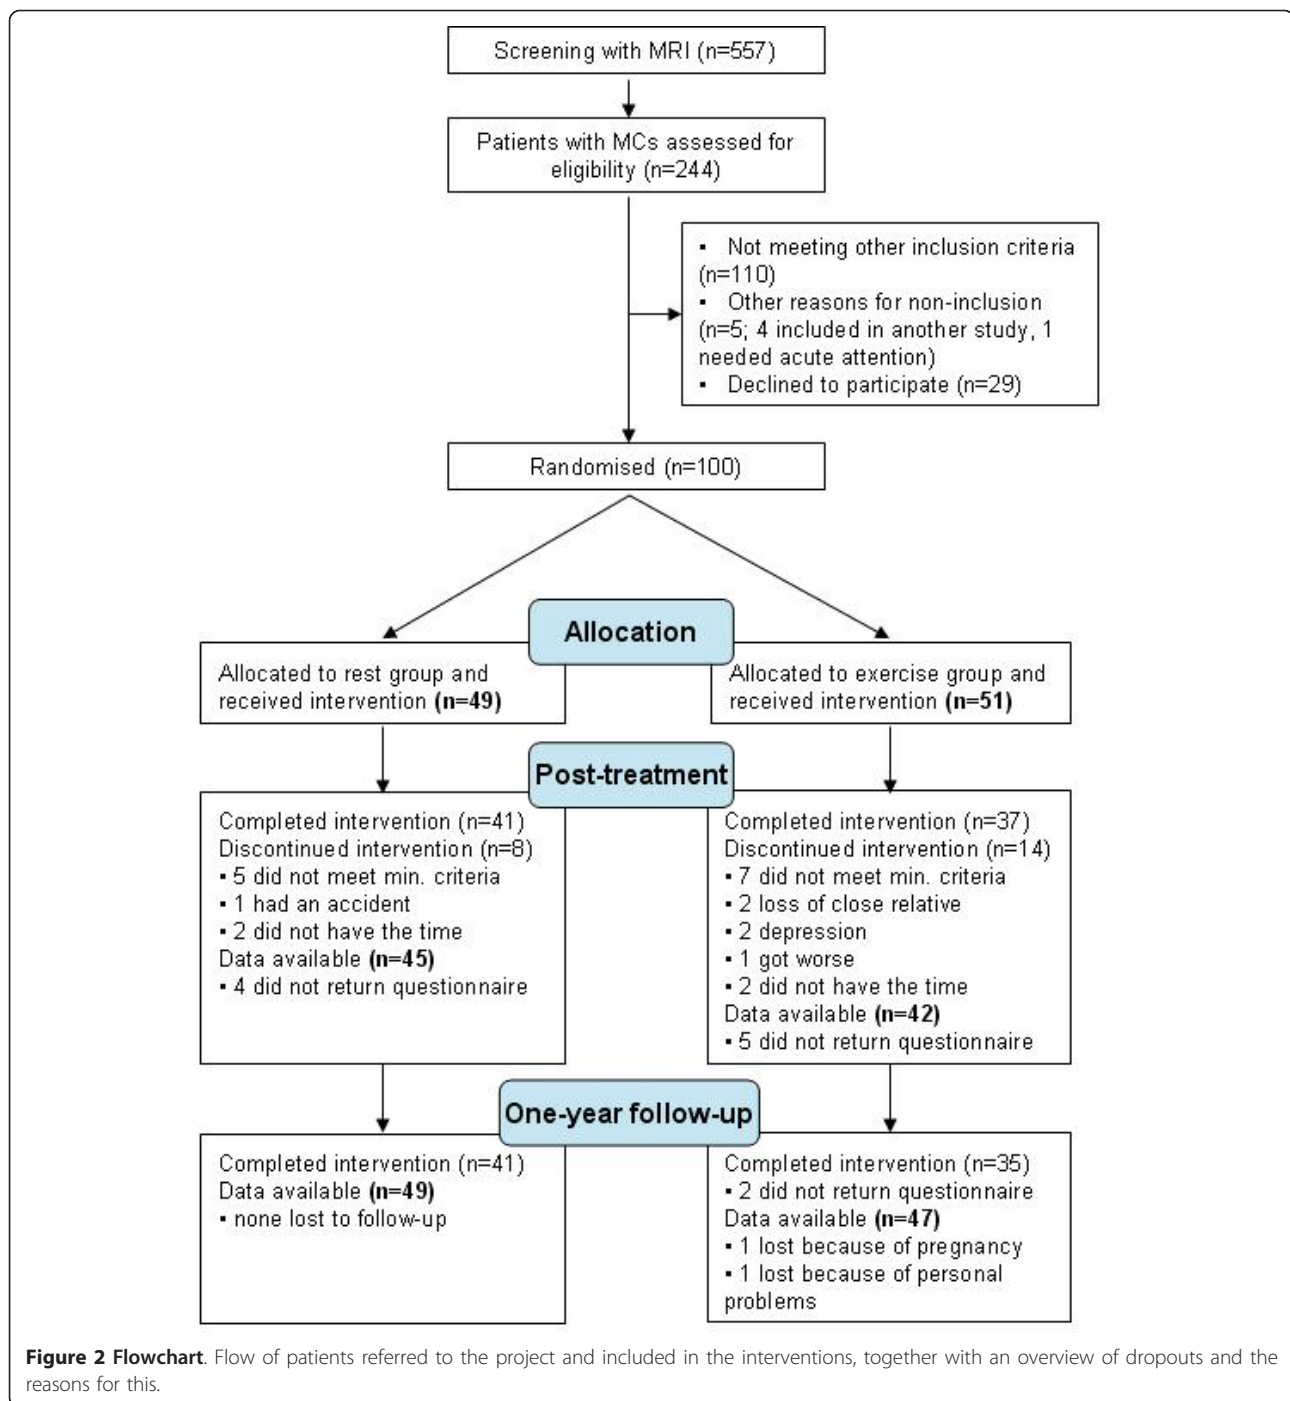 Screening with MRI (n=557)
Patients with MCs assessed for
eligibility (n=244)
▪ Not meeting other inclusion criteria
(n=110)
▪ Other reasons for non-inclusion
(n=5; 4 included in another study, 1
needed acute attention)
▪ Declined to participate (n=29)
Randomised (n=100)
Allocation
Allocated to rest group and
received intervention (n=49)
Allocated to exercise group and
received intervention (n=51)
Post-treatment
Completed intervention (n=41)
Discontinued intervention (n=8)
▪ 5 did not meet min. criteria
▪ 1 had an accident
▪ 2 did not have the time
Data available (n=45)
▪ 4 did not return questionnaire
Completed intervention (n=37)
Discontinued intervention (n=14)
▪ 7 did not meet min. criteria
▪ 2 loss of close relative
▪ 2 depression
▪ 1 got worse
▪ 2 did not have the time
Data available (n=42)
▪ 5 did not return questionnaire
One-year follow-up
Completed intervention (n=41)
Data available (n=49)
▪ none lost to follow-up
Completed intervention (n=35)
▪ 2 did not return questionnaire
Data available (n=47)
▪ 1 lost because of pregnancy
▪ 1 lost because of personal
problems
Figure 2 Flowchart. Flow of patients referred to the project and included in the interventions, together with an overview of dropouts and the
reasons for this.